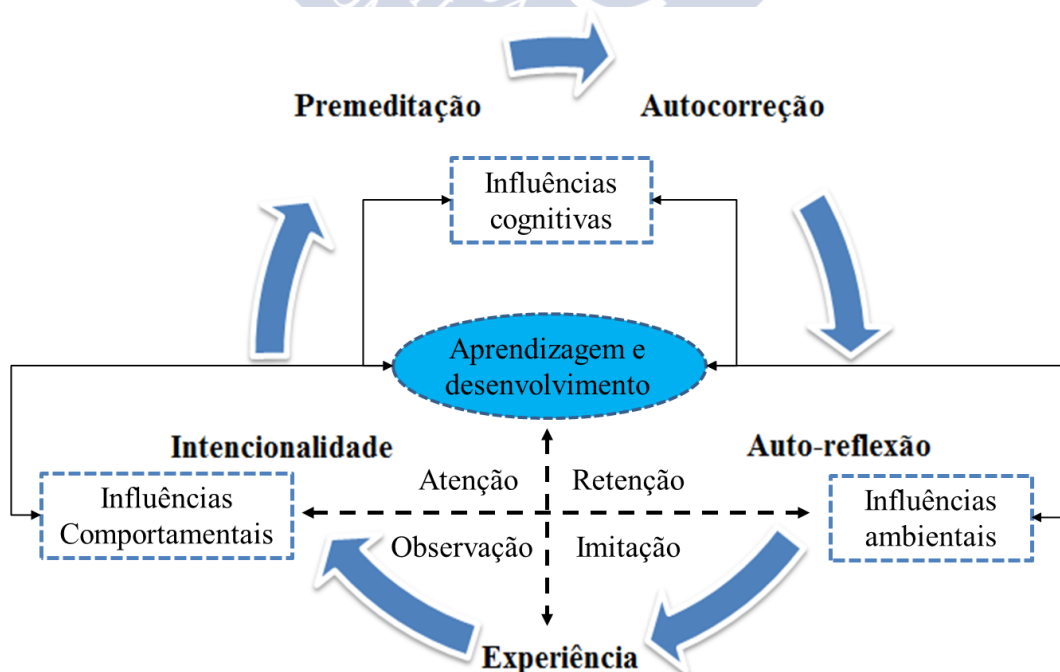 Premeditação
Autocorreção
Influências
cognitivas
Aprendizagem e
desenvolvimento
Intencionalidade
Auto-reflexão
Atenção
Retenção
Influências
Comportamentais
Influências
ambientais
Observação
Imitação
Experiência